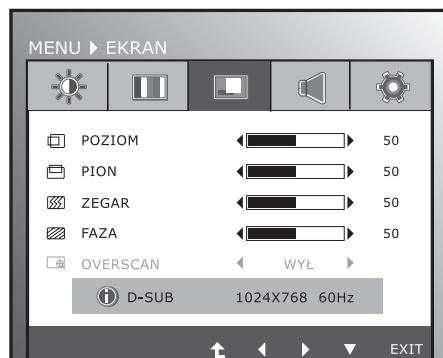 MENU EKRAN
POZIOM 50
PION 50
ZEGAR 50
FAZA 50
OVERSCAN WYŁ
D-SUB 1024X768 60Hz
EXIT